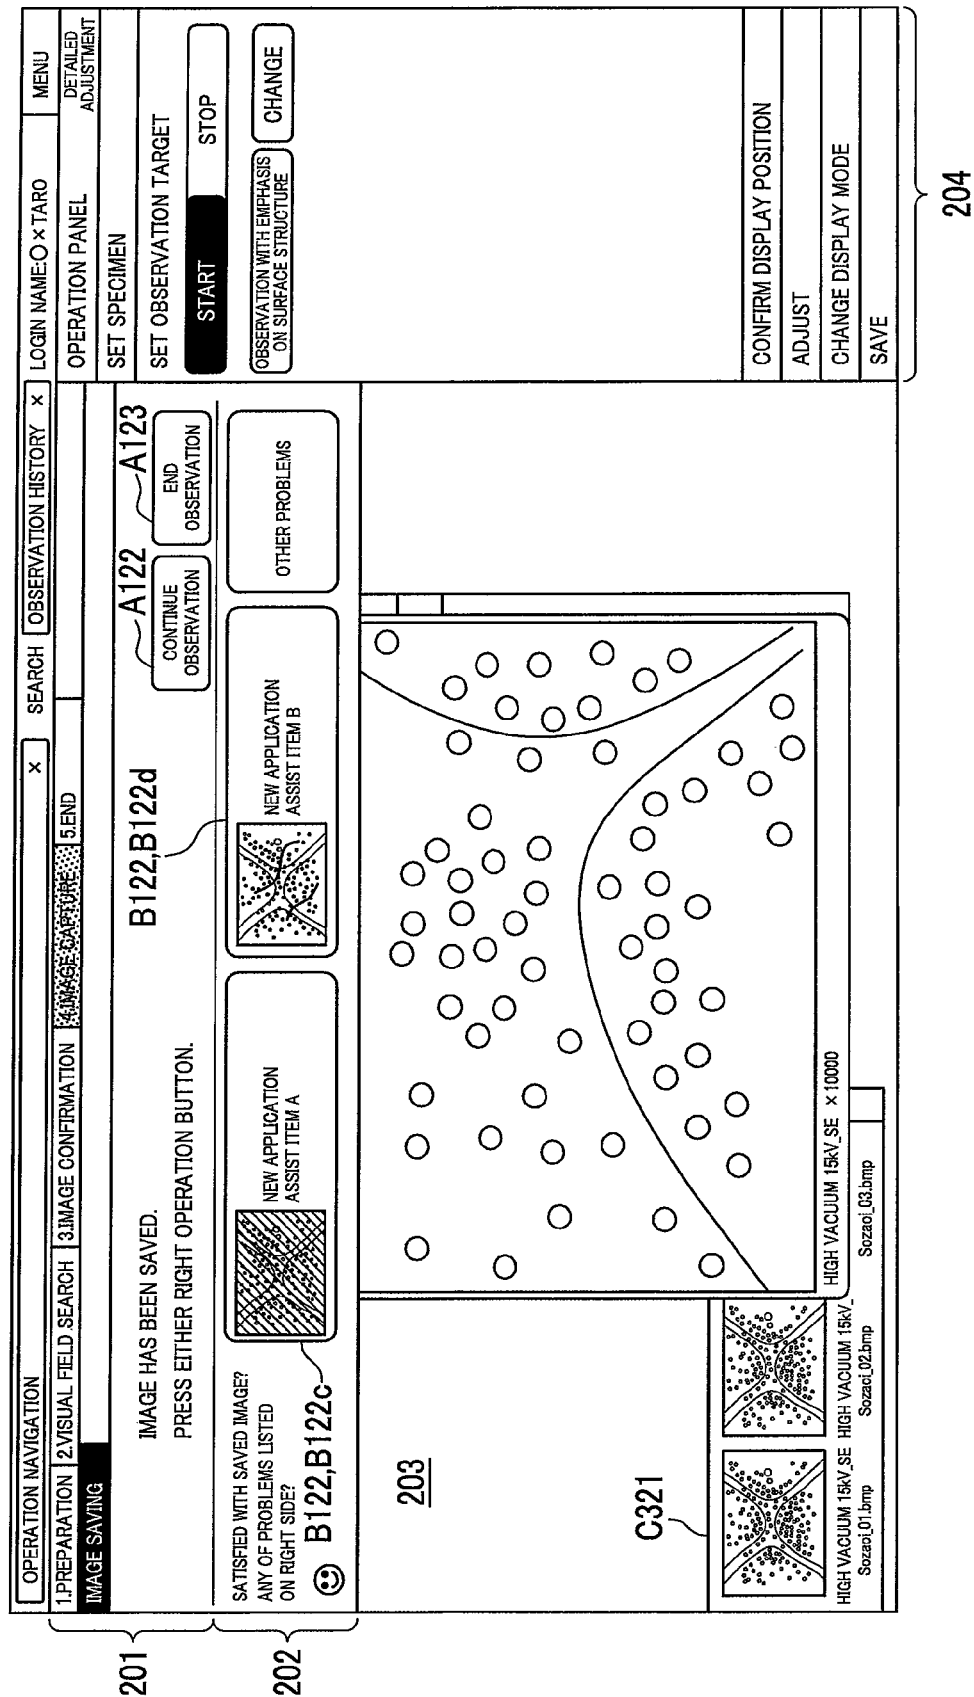 OPERATION NAVIGATION ×
SEARCH
OBSERVATION HISTORY ×
LOGIN NAME:O×TARO
MENU
1.PREPARATION
2.VISUAL FIELD SEARCH
3.IMAGE CONFIRMATION
4.IMAGE CAPTURE
5.END
IMAGE SAVING
IMAGE HAS BEEN SAVED.
PRESS EITHER RIGHT OPERATION BUTTON.
A122
CONTINUE
OBSERVATION
A123
END
OBSERVATION
B122,B122d
201
SATISFIED WITH SAVED IMAGE?
ANY OF PROBLEMS LISTED
ON RIGHT SIDE?
B122,B122c
NEW APPLICATION
ASSIST ITEM A
NEW APPLICATION
ASSIST ITEM B
OTHER PROBLEMS
202
203
C321
HIGH VACUUM 15kV_SE
Sozaoi_01.bmp
HIGH VACUUM 15kV_
Sozaoi_02.bmp
HIGH VACUUM 15kV_SE ×10000
Sozaoi_03.bmp
OPERATION PANEL
DETAILED
ADJUSTMENT
SET SPECIMEN
SET OBSERVATION TARGET
START
STOP
OBSERVATION WITH EMPHASIS
ON SURFACE STRUCTURE
CHANGE
CONFIRM DISPLAY POSITION
ADJUST
CHANGE DISPLAY MODE
SAVE
204